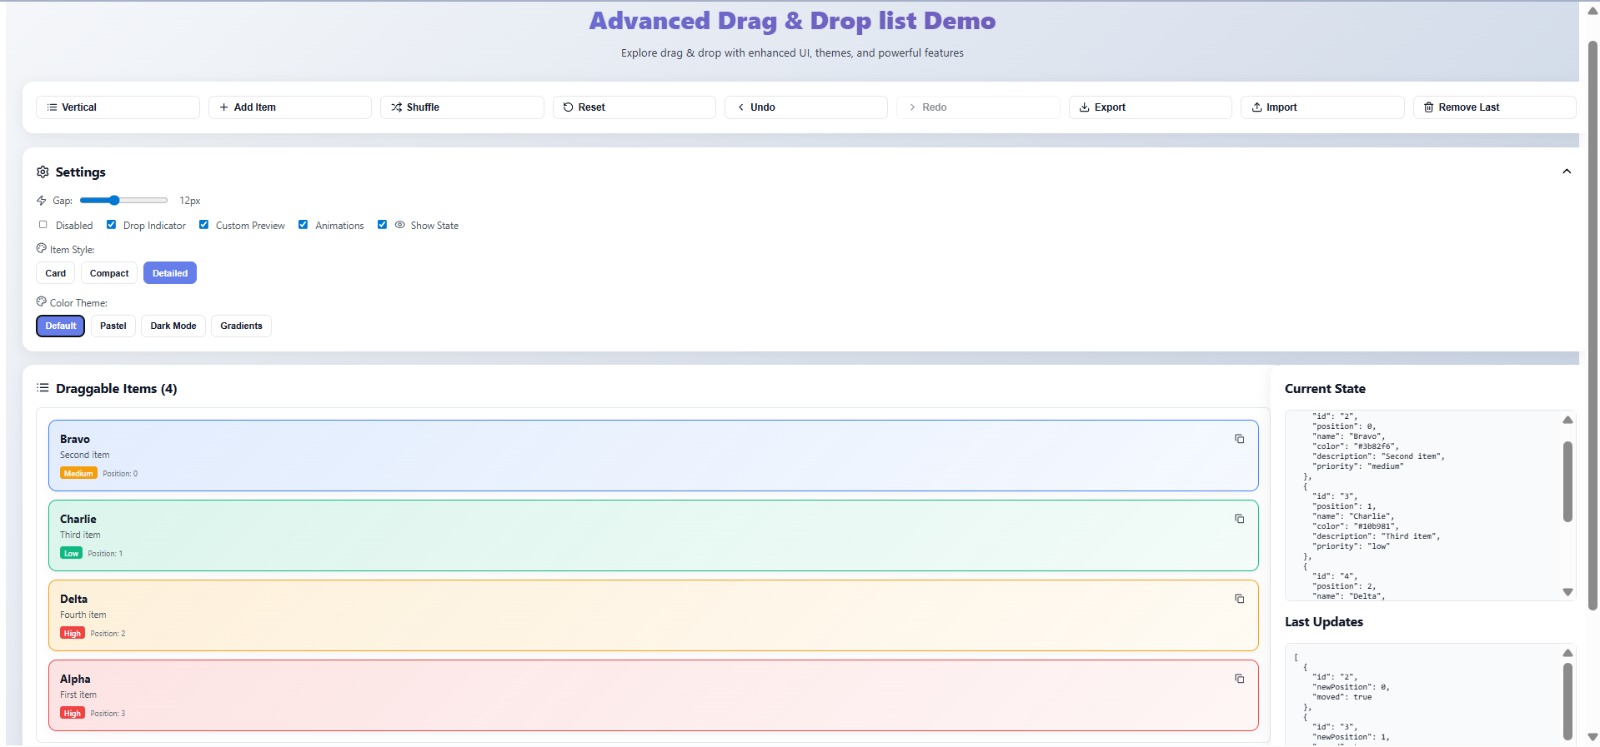 Advanced Drag & Drop list Demo
Explore drag & drop with enhanced UI, themes, and powerful features
Vertical
Add Item
Shuffle
Reset
Undo
Redo
Export
Import
Remove Last
Settings
Gap: 12px
Disabled Drop Indicator Custom Preview Animations Show State
Item Style:
Card Compact Detailed
Color Theme:
Default Pastel Dark Mode Gradients
Draggable Items (4)
Bravo
Second item
Medium Position: 0
Charlie
Third item
Low Position: 1
Delta
Fourth item
High Position: 2
Alpha
First item
High Position: 3
Current State
"id": "2",
"position": 0,
"name": "Bravo",
"color": "#3b82f6",
"description": "Second item",
"priority": "medium"
},
{
"id": "3",
"position": 1,
"name": "Charlie",
"color": "#10b981",
"description": "Third item",
"priority": "low"
},
{
"id": "4",
"position": 2,
"name": "Delta",
Last Updates
[
{
"id": "2",
"newPosition": 0,
"moved": true
},
{
"id": "3",
"newPosition": 1,